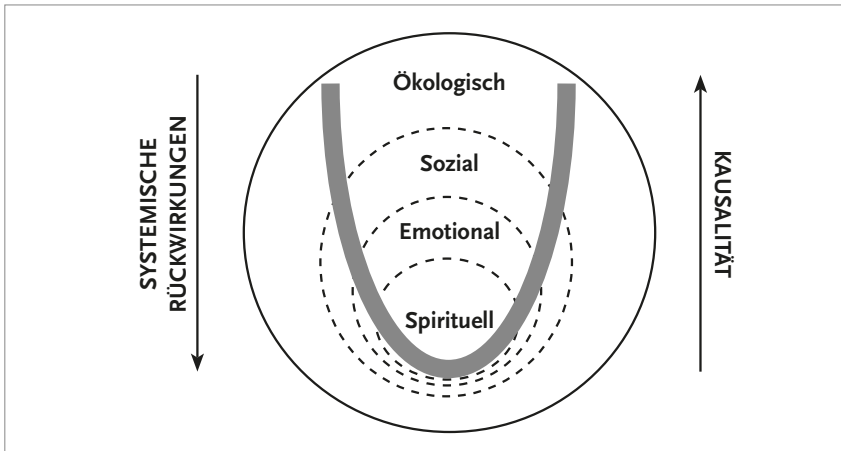 SYSTEMISCHE
RÜCKWIRKUNGEN
Ökologisch
Sozial
Emotional
Spirituell
KAUSALITÄT